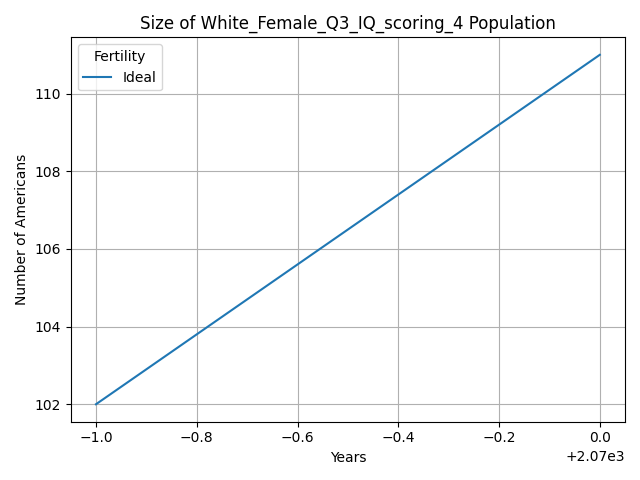 Size of White_Female_Q3_IQ_scoring_4 Population
Fertility
Ideal
Number of Americans
110
108
106
104
102
−1.0 −0.8 −0.6 −0.4 −0.2 0.0
Years
+2.07e3